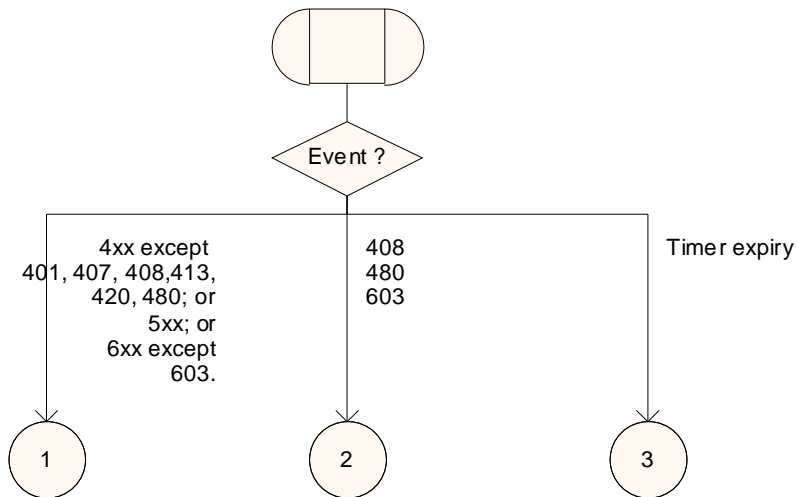 Event ?
4xx except
401, 407, 408,413,
420, 480; or
5xx; or
6xx except
603.
408
480
603
Timer expiry
1
2
3